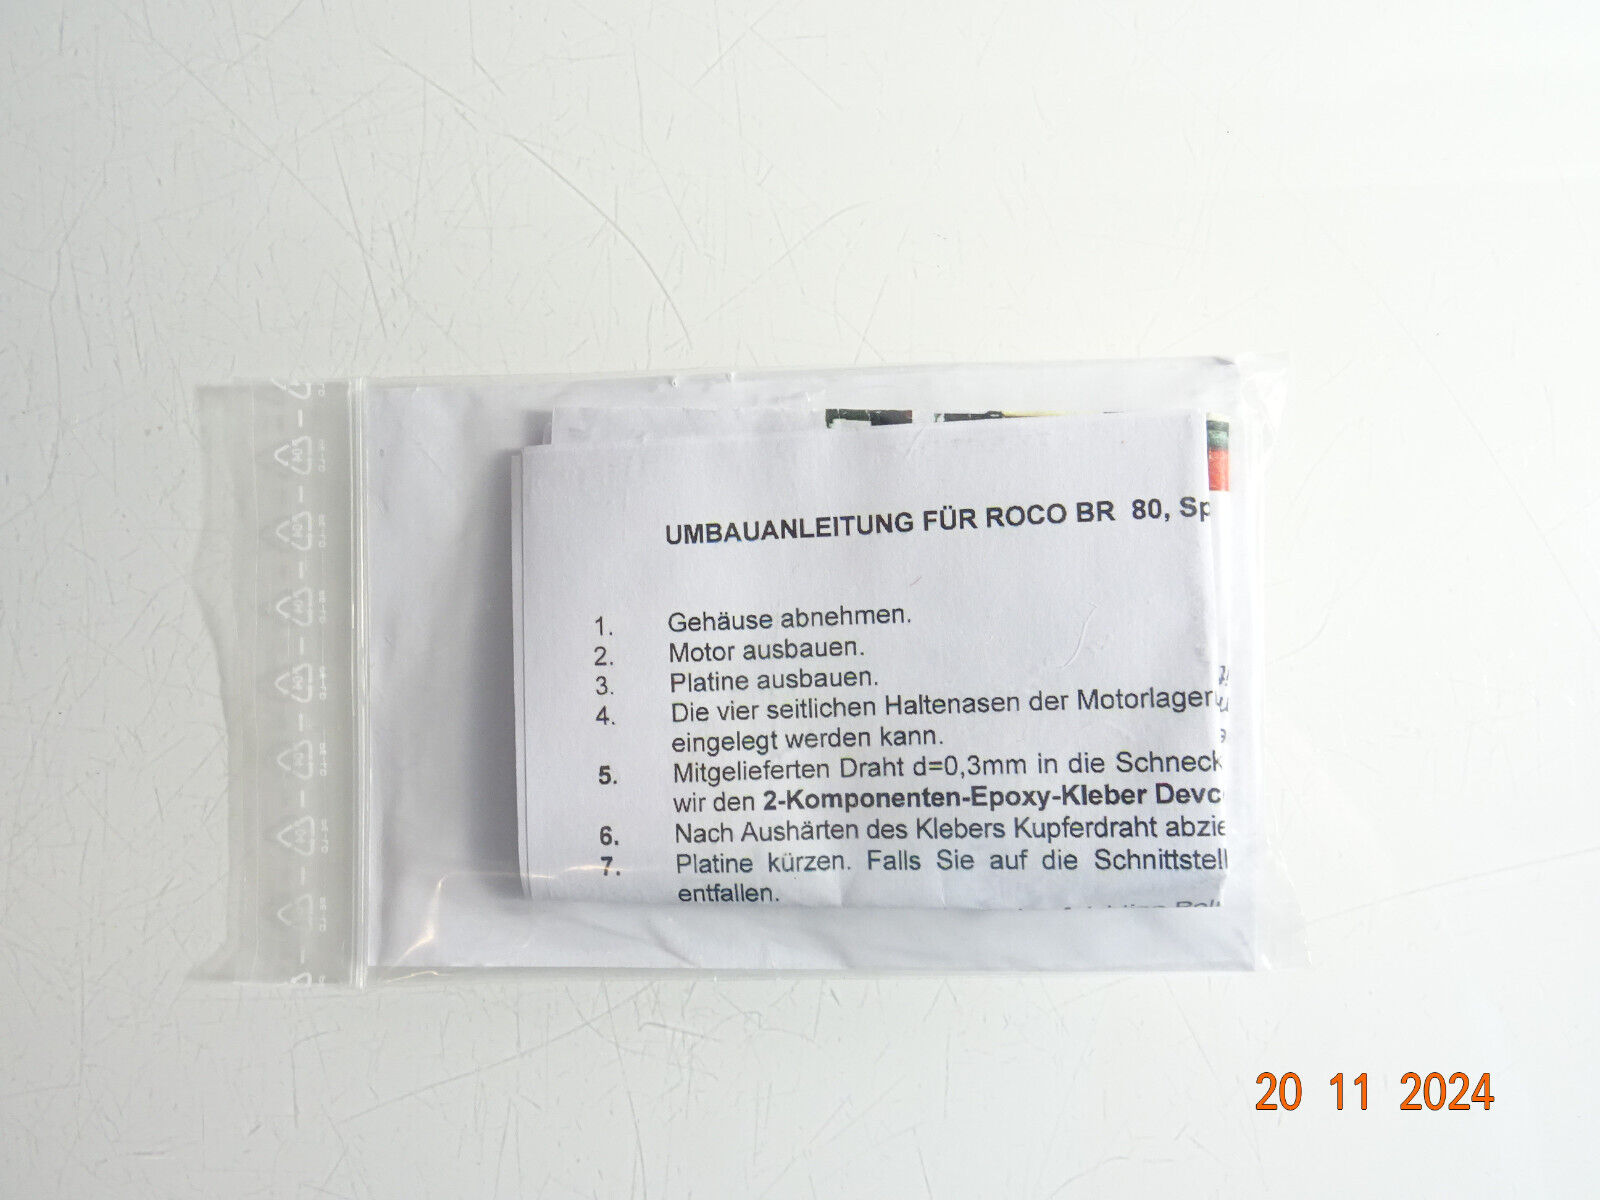 UMBAUANLEITUNG FÜR ROCO BR 80, Sp
1. Gehäuse abnehmen.
2. Motor ausbauen.
3. Platine ausbauen.
4. Die vier seitlichen Haltenasen der Motorlager
eingelegt werden kann.
5. Mitgelieferten Draht d=0,3mm in die Schneck
wir den 2-Komponenten-Epoxy-Kleber Devc
6. Nach Aushärten des Klebers Kupferdraht abzie
7. Platine kürzen. Falls Sie auf die Schnittstell
entfallen.
20 11 2024